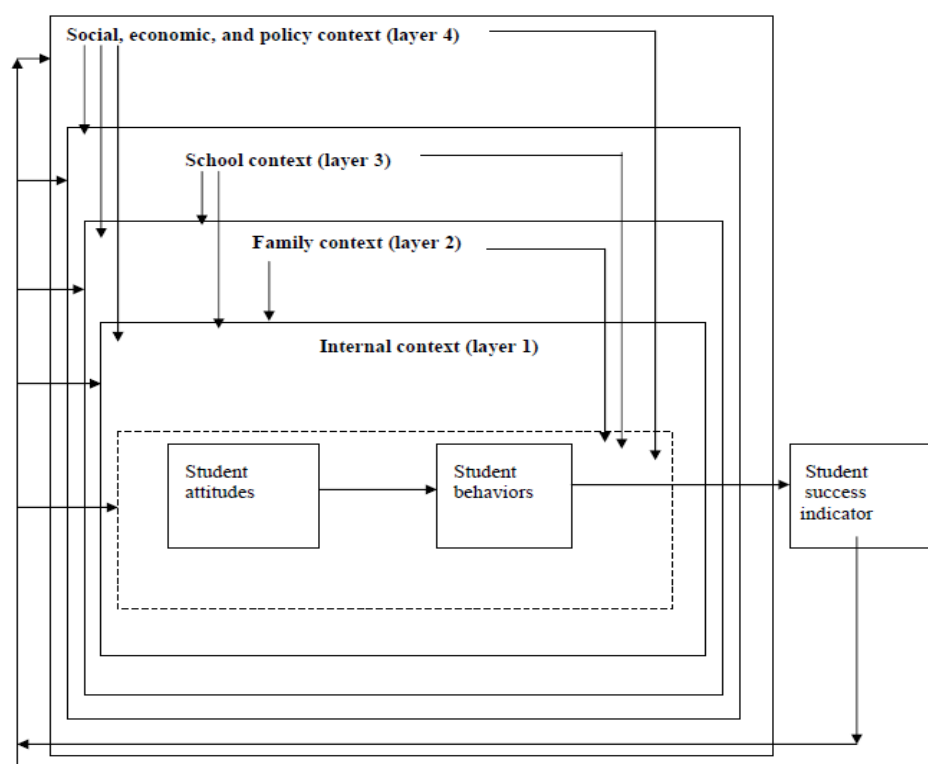 Social, economic, and policy context (layer 4)
School context (layer 3)
Family context (layer 2)
Internal context (layer 1)
Student
attitudes
Student
behaviors
Student
success
indicator